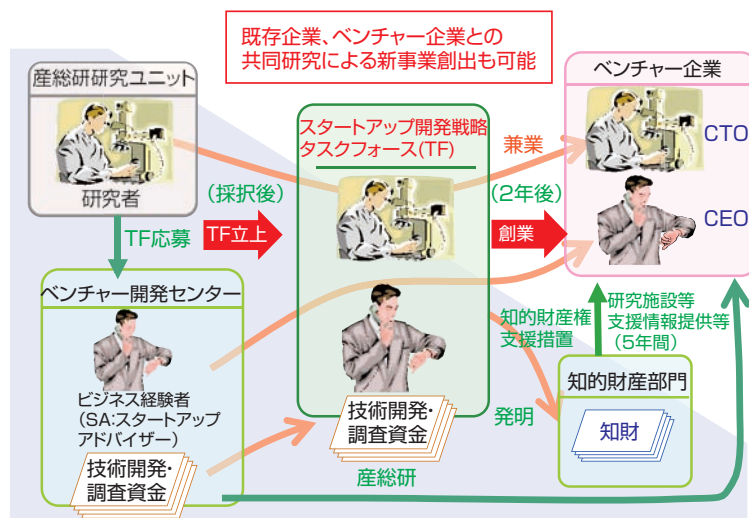 既存企業、ベンチャー企業との
共同研究による新事業創出も可能
産総研研究ユニット
研究者
TF応募
(採択後)
TF立上
スタートアップ開発戦略
タスクフォース(TF)
兼業
(2年後)
創業
ベンチャー企業
CTO
CEO
ベンチャー開発センター
ビジネス経験者
(SA:スタートアップ
アドバイザー)
技術開発・
調査資金
技術開発・
調査資金
産総研
発明
知的財産権
支援措置
研究施設等
支援情報提供等
(5年間)
知的財産部門
知財